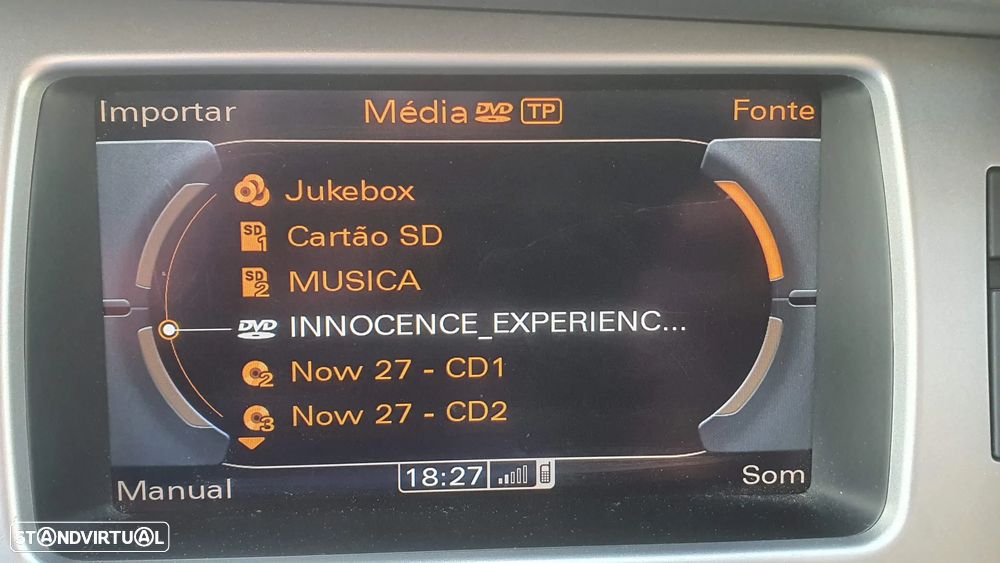 Importar
Média DVD TP
Fonte
Jukebox
SD 1 Cartão SD
SD 2 MUSICA
DVD INNOCENCE_EXPERIENC...
2 Now 27 - CD1
3 Now 27 - CD2
18:27
Manual
Som
STANDVIRTUAL